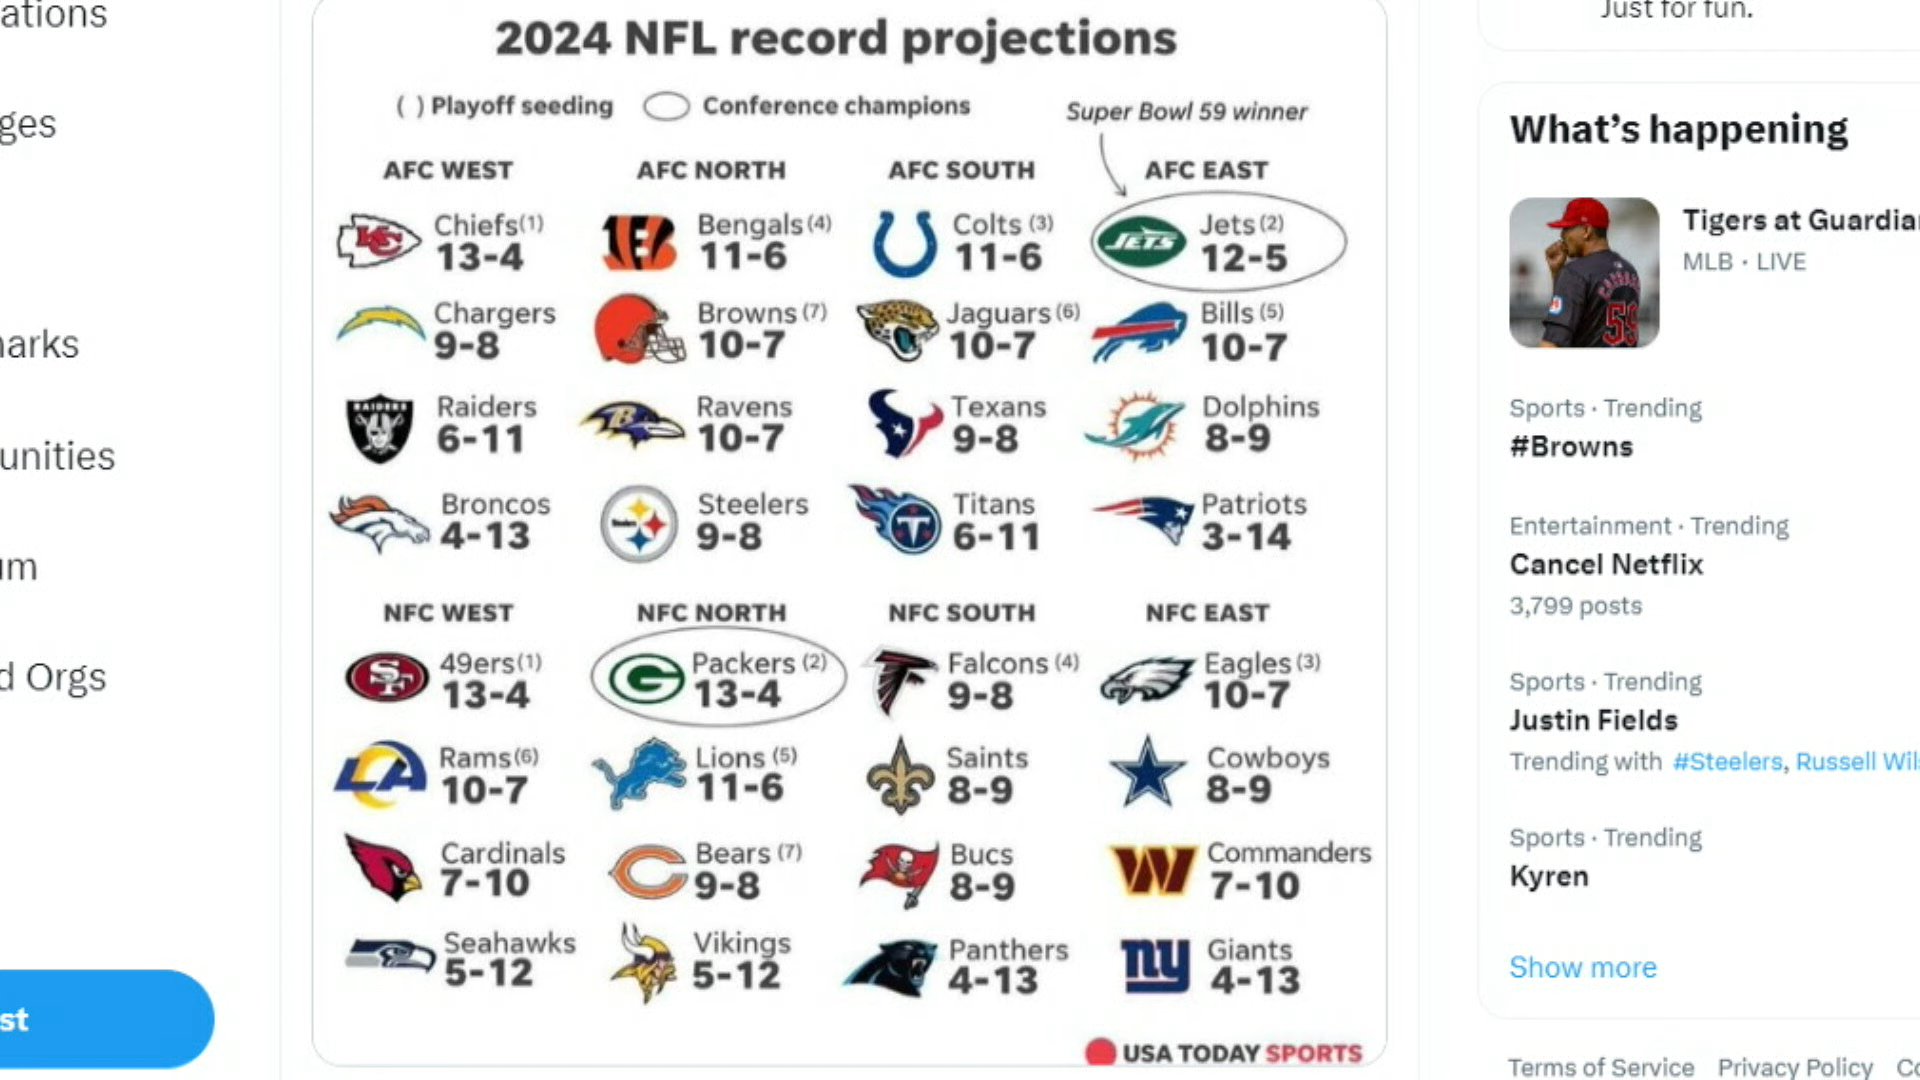 ations
ges
arks
unities
um
d Orgs
st
2024 NFL record projections
( ) Playoff seeding
Conference champions
Super Bowl 59 winner
AFC WEST
AFC NORTH
AFC SOUTH
AFC EAST
Chiefs (1)
13-4
Bengals (4)
11-6
Colts (3)
11-6
JETS
Jets (2)
12-5
Chargers
9-8
Browns (7)
10-7
Jaguars (6)
10-7
Bills (5)
10-7
RAIDERS
Raiders
6-11
B
Ravens
10-7
Texans
9-8
Dolphins
8-9
Broncos
4-13
Steelers
Steelers
9-8
T
Titans
6-11
Patriots
3-14
NFC WEST
NFC NORTH
NFC SOUTH
NFC EAST
SF
49ers (1)
13-4
G
Packers (2)
13-4
Falcons (4)
9-8
Eagles (3)
10-7
LA
Rams (6)
10-7
Lions (5)
11-6
Saints
8-9
Cowboys
8-9
Cardinals
7-10
C
Bears (7)
9-8
Bucs
8-9
W
Commanders
7-10
Seahawks
5-12
Vikings
5-12
Panthers
4-13
ny
Giants
4-13
USA TODAY SPORTS
Just for fun.
What's happening
Tigers at Guardia
MLB · LIVE
Sports · Trending
#Browns
Entertainment · Trending
Cancel Netflix
3,799 posts
Sports · Trending
Justin Fields
Trending with #Steelers, Russell Wil
Sports · Trending
Kyren
Show more
Terms of Service Privacy Policy Co